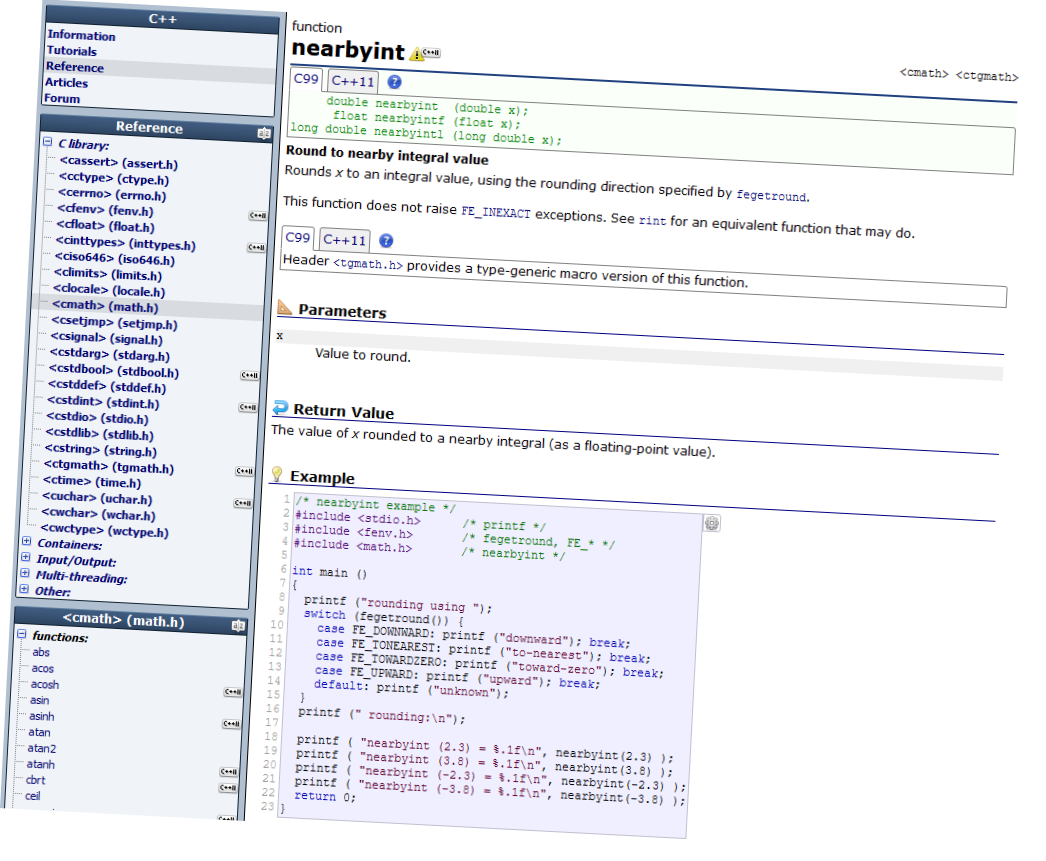 C++
Information
Tutorials
Reference
Articles
Forum
Reference
C library:
<cassert> (assert.h)
<cctype> (ctype.h)
<cerrno> (errno.h)
<cfenv> (fenv.h)
C++11
<cfloat> (float.h)
<cinttypes> (inttypes.h)
C++11
<ciso646> (iso646.h)
<climits> (limits.h)
<clocale> (locale.h)
<cmath> (math.h)
<csetjmp> (setjmp.h)
<csignal> (signal.h)
<cstdarg> (stdarg.h)
<cstdbool> (stdbool.h)
C++11
<cstddef> (stddef.h)
<cstdint> (stdint.h)
C++11
<cstdio> (stdio.h)
<cstdlib> (stdlib.h)
<cstring> (string.h)
<ctgmath> (tgmath.h)
C++11
<ctime> (time.h)
<cuchar> (uchar.h)
C++11
<cwchar> (wchar.h)
<cwctype> (wctype.h)
Containers:
Input/Output:
Multi-threading:
Other:
<cmath> (math.h)
functions:
abs
acos
acosh
C++11
asin
asinh
C++11
atan
atan2
atanh
C++11
cbrt
C++11
ceil
function
nearbyint C++11
<cmath> <ctgmath>
C99 C++11 ?
double nearbyint  (double x);
float nearbyintf (float x);
long double nearbyintl (long double x);
Round to nearby integral value
Rounds x to an integral value, using the rounding direction specified by fegetround.
This function does not raise FE_INEXACT exceptions. See rint for an equivalent function that may do.
C99 C++11 ?
Header <tgmath.h> provides a type-generic macro version of this function.
Parameters
x
Value to round.
Return Value
The value of x rounded to a nearby integral (as a floating-point value).
Example
1 /* nearbyint example */
2 #include <stdio.h>      /* printf */
3 #include <fenv.h>       /* fegetround, FE_* */
4 #include <math.h>       /* nearbyint */
5
6 int main ()
7 {
8   printf ("rounding using ");
9   switch (fegetround()) {
10     case FE_DOWNWARD: printf ("downward"); break;
11     case FE_TONEAREST: printf ("to-nearest"); break;
12     case FE_TOWARDZERO: printf ("toward-zero"); break;
13     case FE_UPWARD: printf ("upward"); break;
14     default: printf ("unknown");
15   }
16   printf (" rounding:\n");
17
18   printf ( "nearbyint (2.3) = %.1f\n", nearbyint(2.3) );
19   printf ( "nearbyint (3.8) = %.1f\n", nearbyint(3.8) );
20   printf ( "nearbyint (-2.3) = %.1f\n", nearbyint(-2.3) );
21   printf ( "nearbyint (-3.8) = %.1f\n", nearbyint(-3.8) );
22   return 0;
23 }